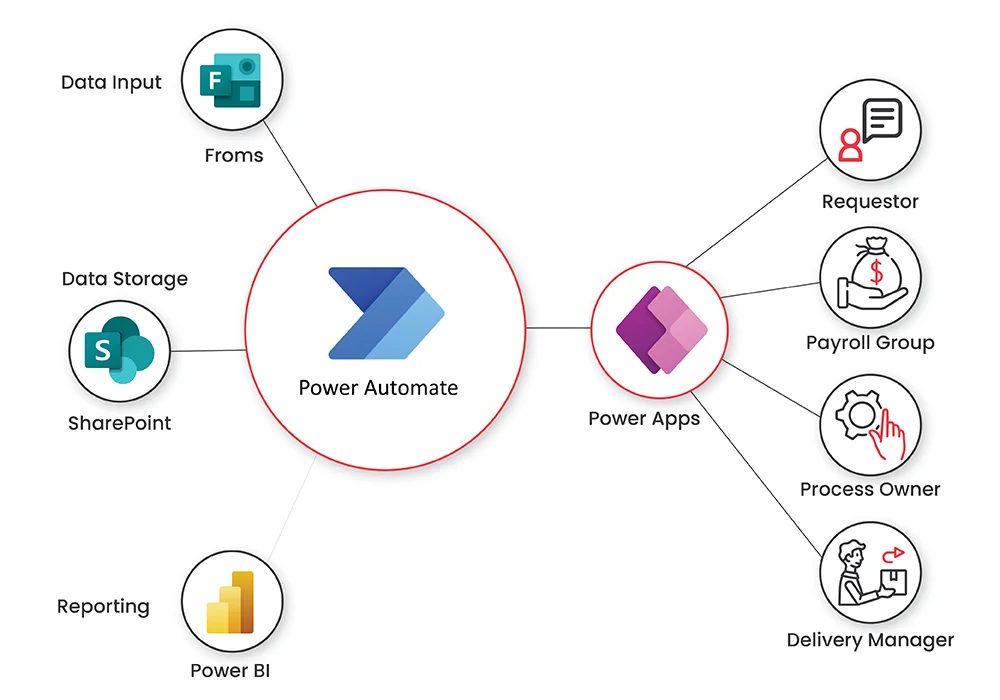 Data Input
F
Froms
Data Storage
S
SharePoint
Power Automate
Reporting
Power BI
Power Apps
Requestor
$
Payroll Group
Process Owner
Delivery Manager